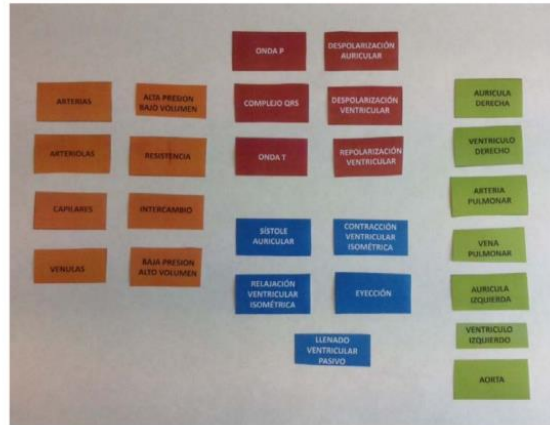 ARTERIAS
ALTA PRESION
BAJO VOLUMEN
ARTERIOLAS
RESISTENCIA
CAPILARES
INTERCAMBIO
VENULAS
BAJA PRESION
ALTO VOLUMEN
ONDA P
DESPOLARIZACIÓN
AURICULAR
COMPLEJO QRS
DESPOLARIZACIÓN
VENTRICULAR
ONDA T
REPOLARIZACIÓN
VENTRICULAR
SÍSTOLE
AURICULAR
CONTRACCIÓN
VENTRICULAR
ISOMÉTRICA
RELAJACIÓN
VENTRICULAR
ISOMÉTRICA
EYECCIÓN
LLENADO
VENTRICULAR
PASIVO
AURICULA
DERECHA
VENTRICULO
DERECHO
ARTERIA
PULMONAR
VENA
PULMONAR
AURICULA
IZQUIERDA
VENTRICULO
IZQUIERDO
AORTA